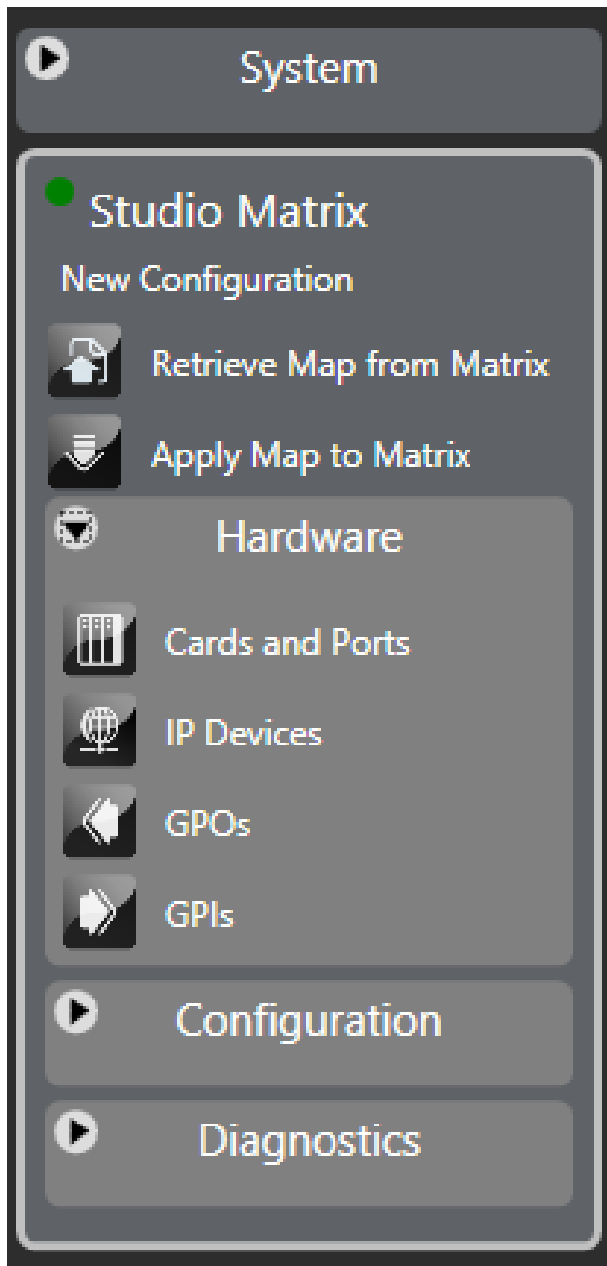 System
Studio Matrix
New Configuration
Retrieve Map from Matrix
Apply Map to Matrix
Hardware
Cards and Ports
IP Devices
GPOs
GPIs
Configuration
Diagnostics